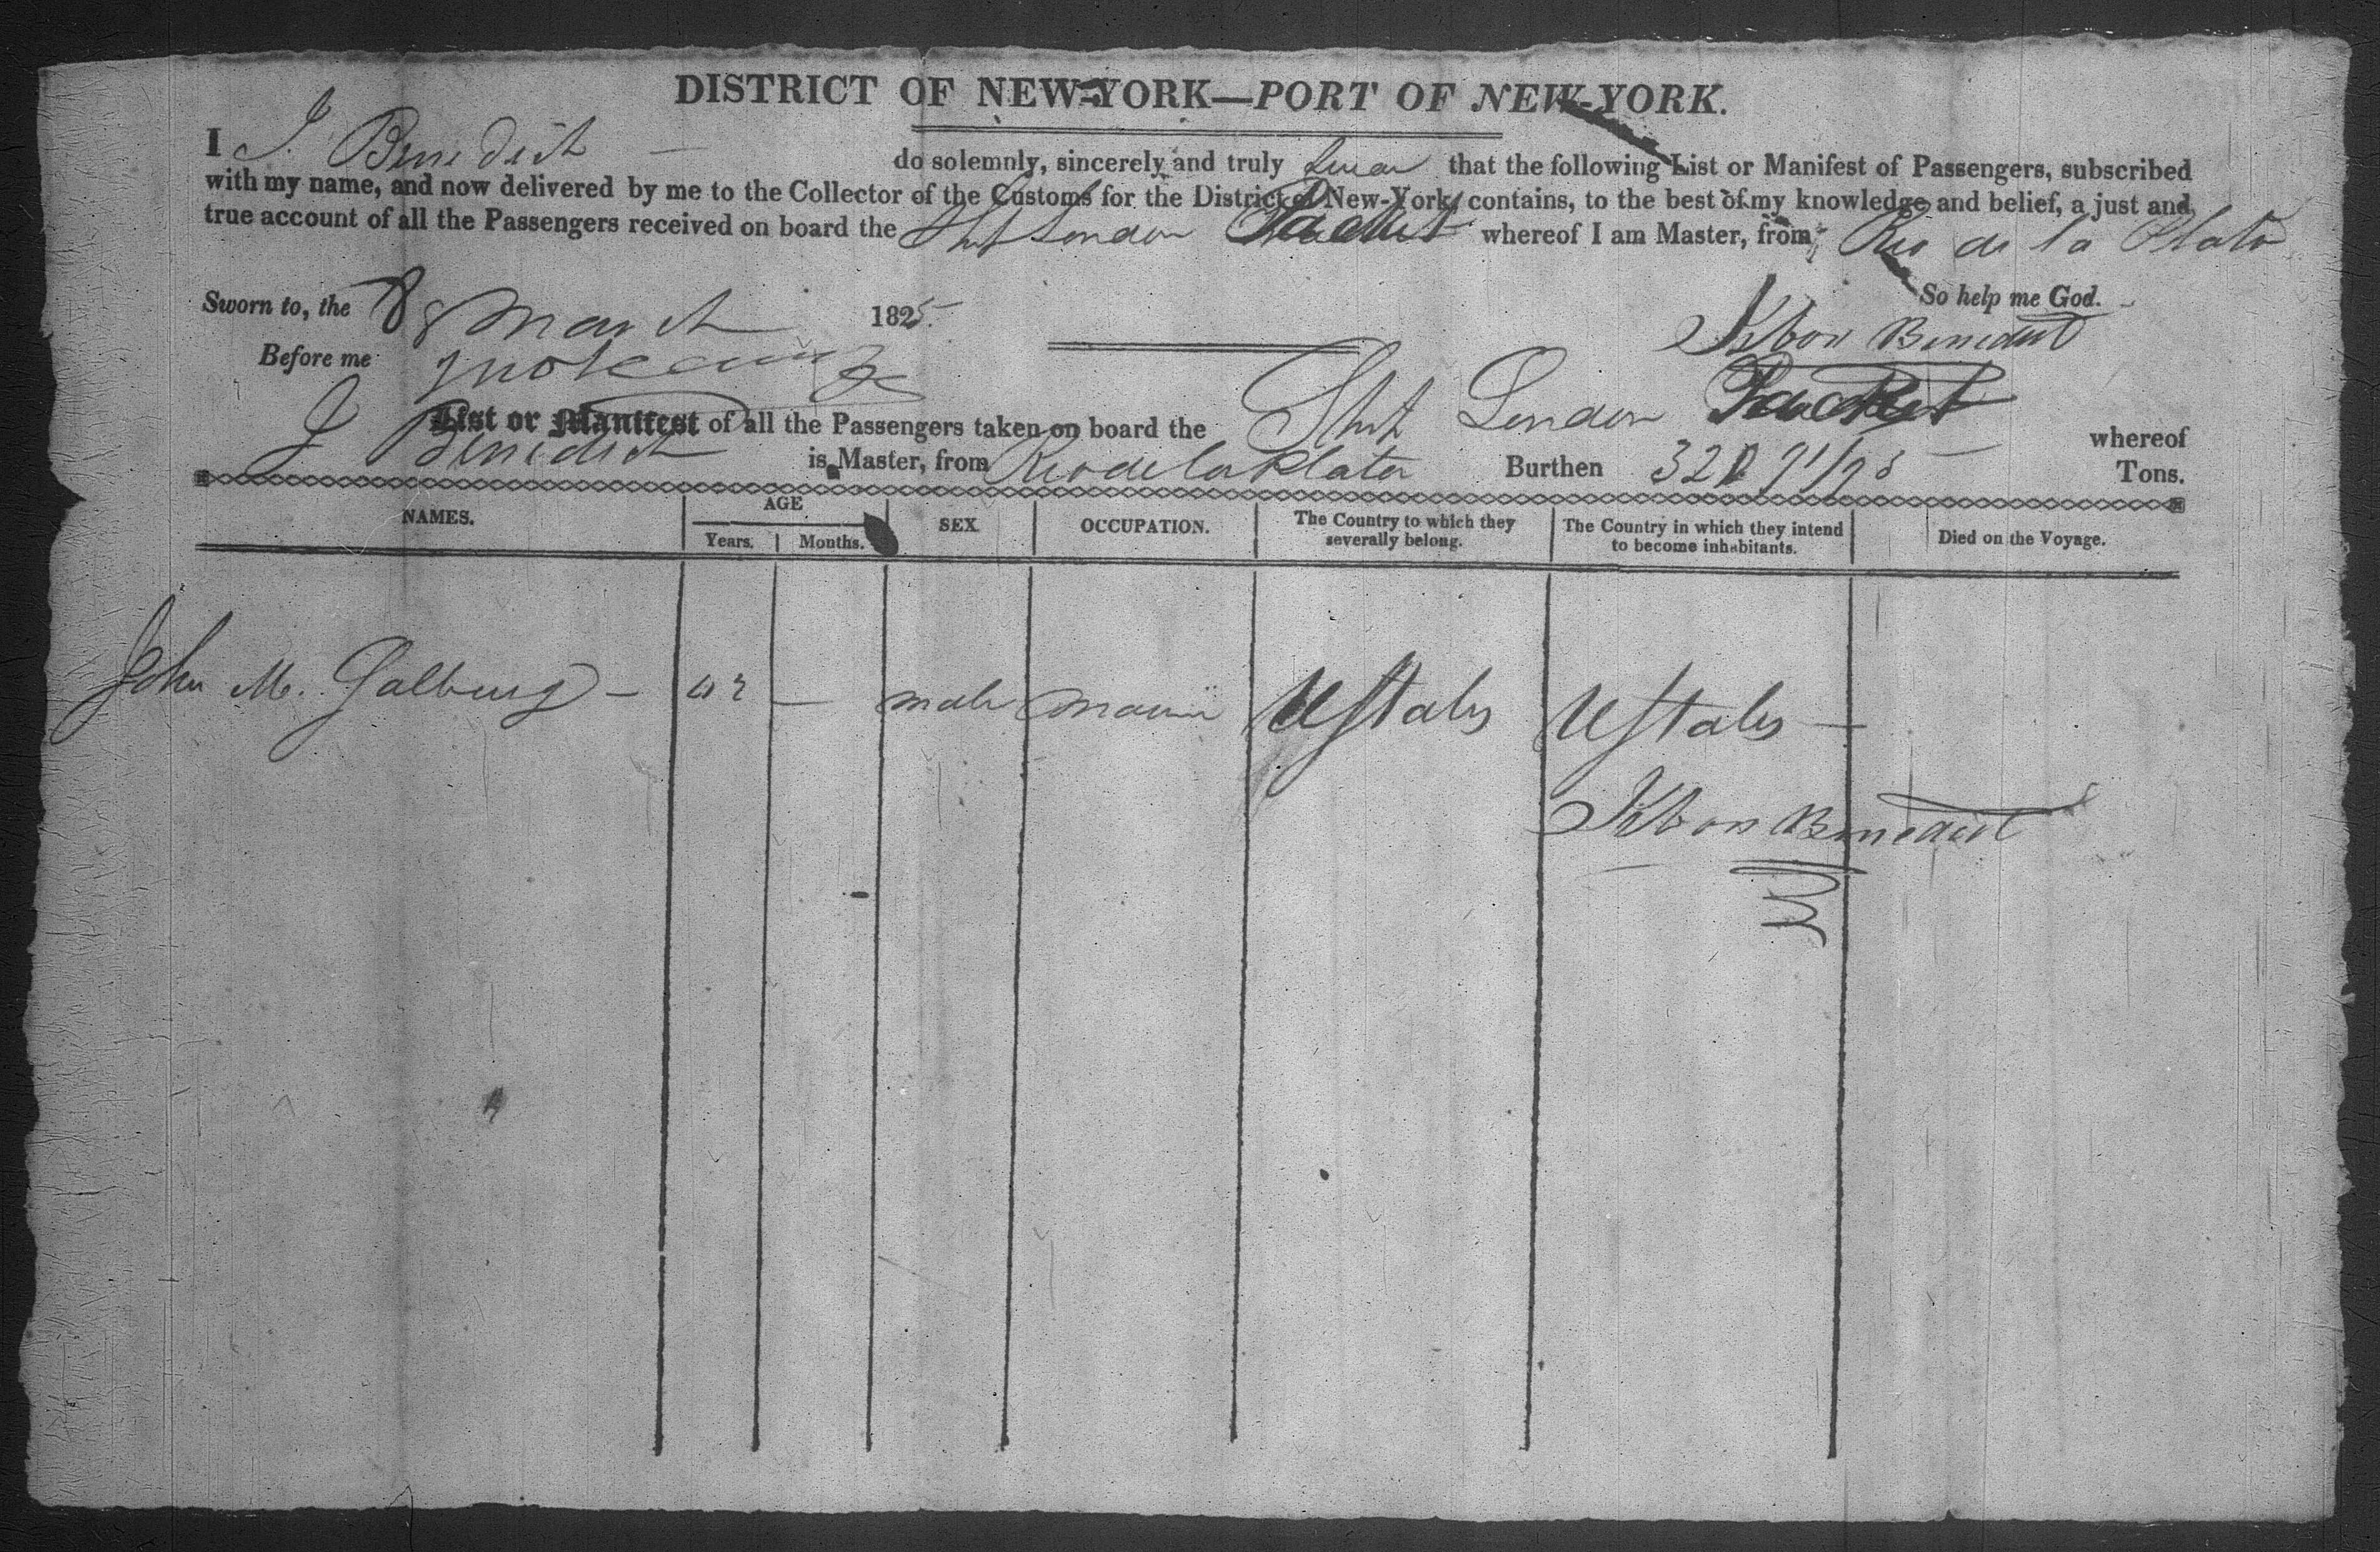 DISTRICT OF NEW-YORK—PORT OF NEW-YORK.
I J. Benedict — do solemnly, sincerely and truly swear that the following List or Manifest of Passengers, subscribed
with my name, and now delivered by me to the Collector of the Customs for the District of New-York, contains, to the best of my knowledge and belief, a just and
true account of all the Passengers received on board the Ship London Packet whereof I am Master, from Rio de la Plata
So help me God.
Sworn to, the 8 March 1825.
Benedict
Before me
List or Manifest of all the Passengers taken on board the Ship London Packet whereof
J Benedict is Master, from Rio de la Plata Burthen Tons.
NAMES. AGE SEX OCCUPATION. The Country to which they severally belong. The Country in which they intend to become inhabitants. Died on the Voyage.
Years. Months.
John M. — 42 — male UStates UStates —
Benedict